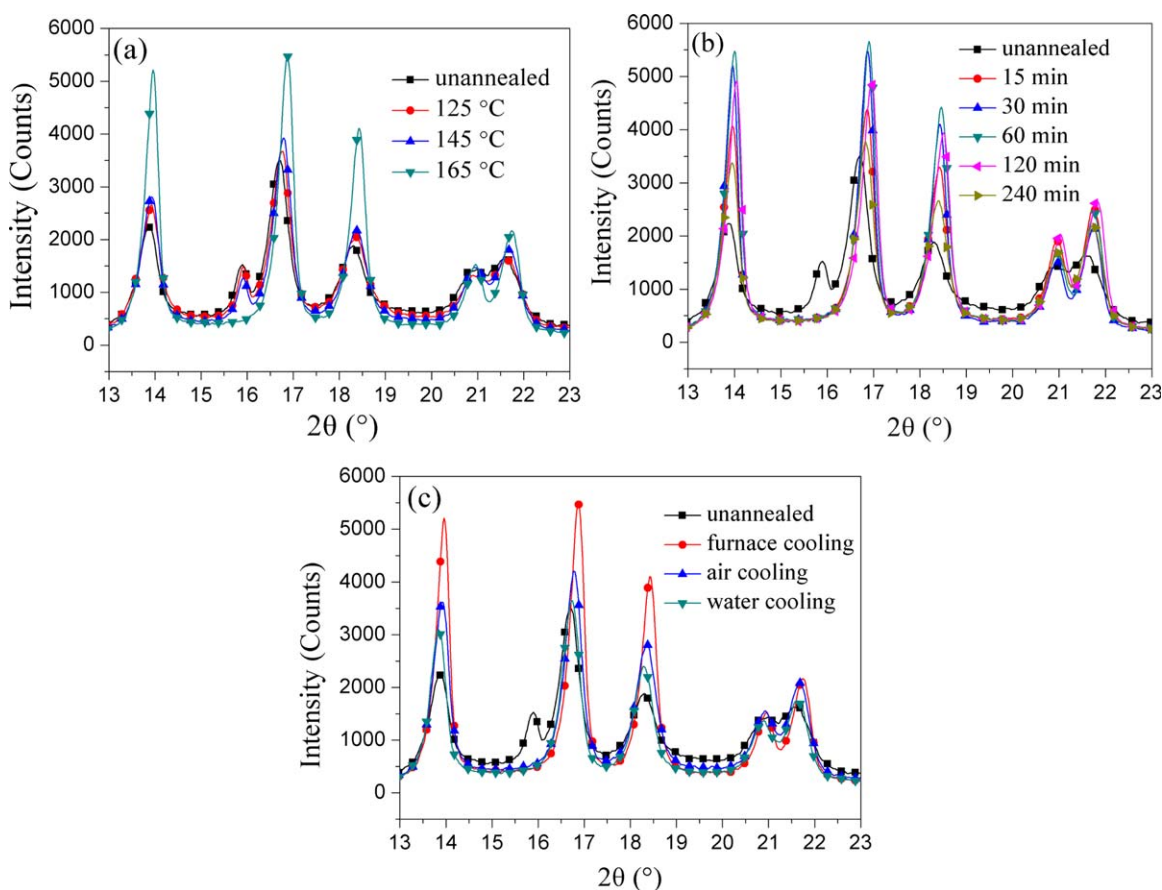 (a)
unannealed
125 °C
145 °C
165 °C
Intensity (Counts)
6000
5000
4000
3000
2000
1000
0
13 14 15 16 17 18 19 20 21 22 23
2θ (°)
(b)
unannealed
15 min
30 min
60 min
120 min
240 min
Intensity (Counts)
6000
5000
4000
3000
2000
1000
0
13 14 15 16 17 18 19 20 21 22 23
2θ (°)
(c)
unannealed
furnace cooling
air cooling
water cooling
Intensity (Counts)
6000
5000
4000
3000
2000
1000
0
13 14 15 16 17 18 19 20 21 22 23
2θ (°)